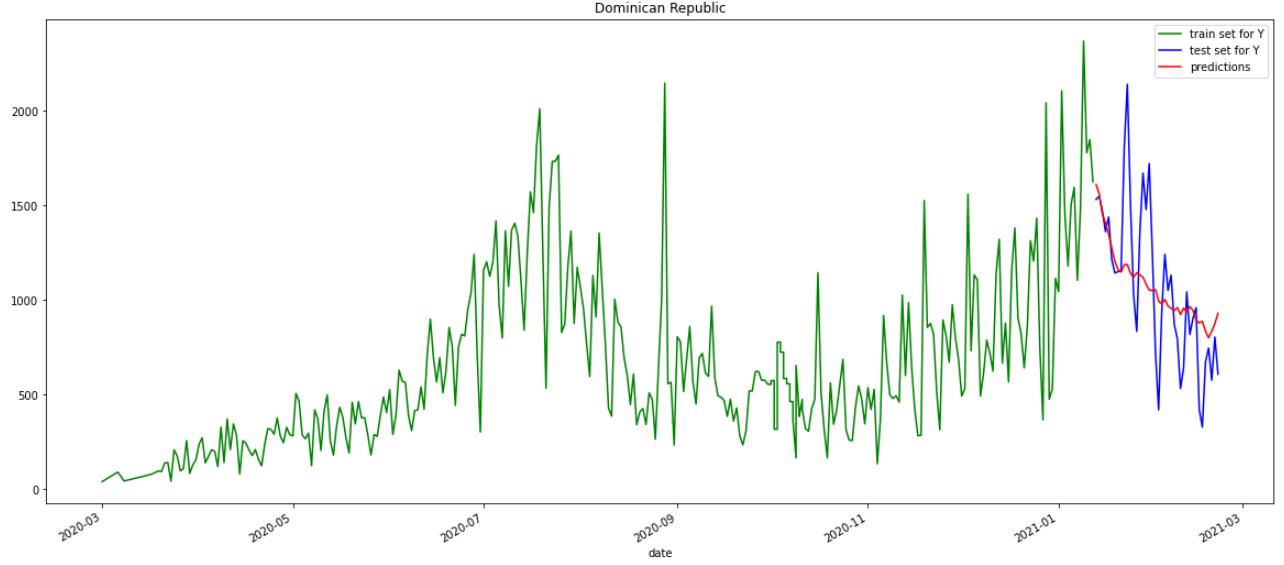 Dominican Republic
train set for Y
test set for Y
predictions
2000
1500
1000
500
0
2020-03
2020-05
2020-07
2020-09
2020-11
2021-01
2021-03
date